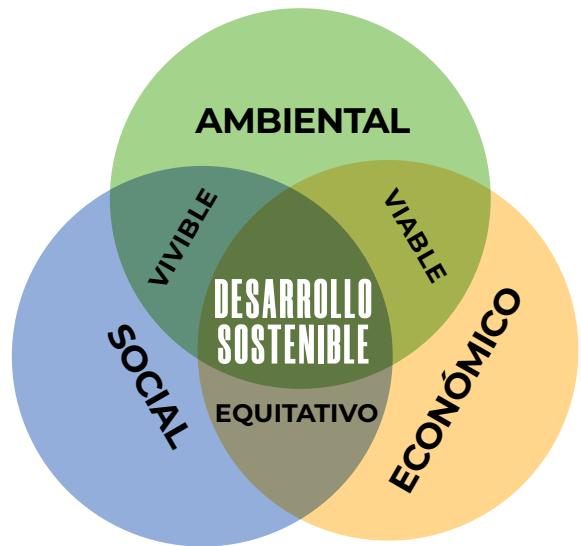 AMBIENTAL
VIVIBLE
VIABLE
DESARROLLO
SOSTENIBLE
SOCIAL
ECONÓMICO
EQUITATIVO